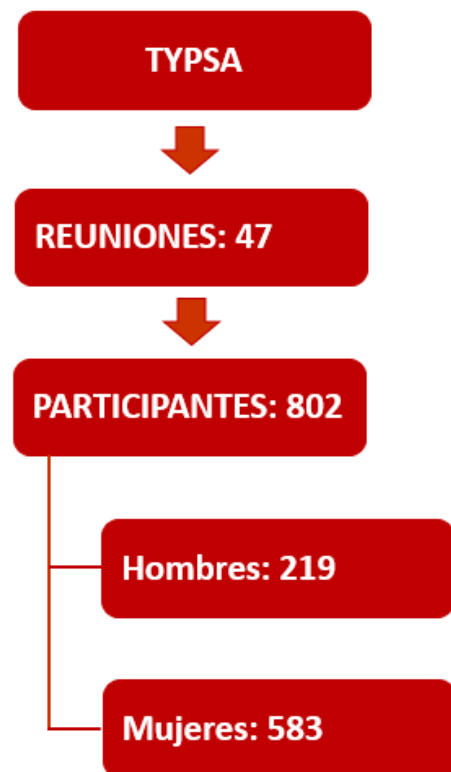 TYPSA
REUNIONES: 47
PARTICIPANTES: 802
Hombres: 219
Mujeres: 583